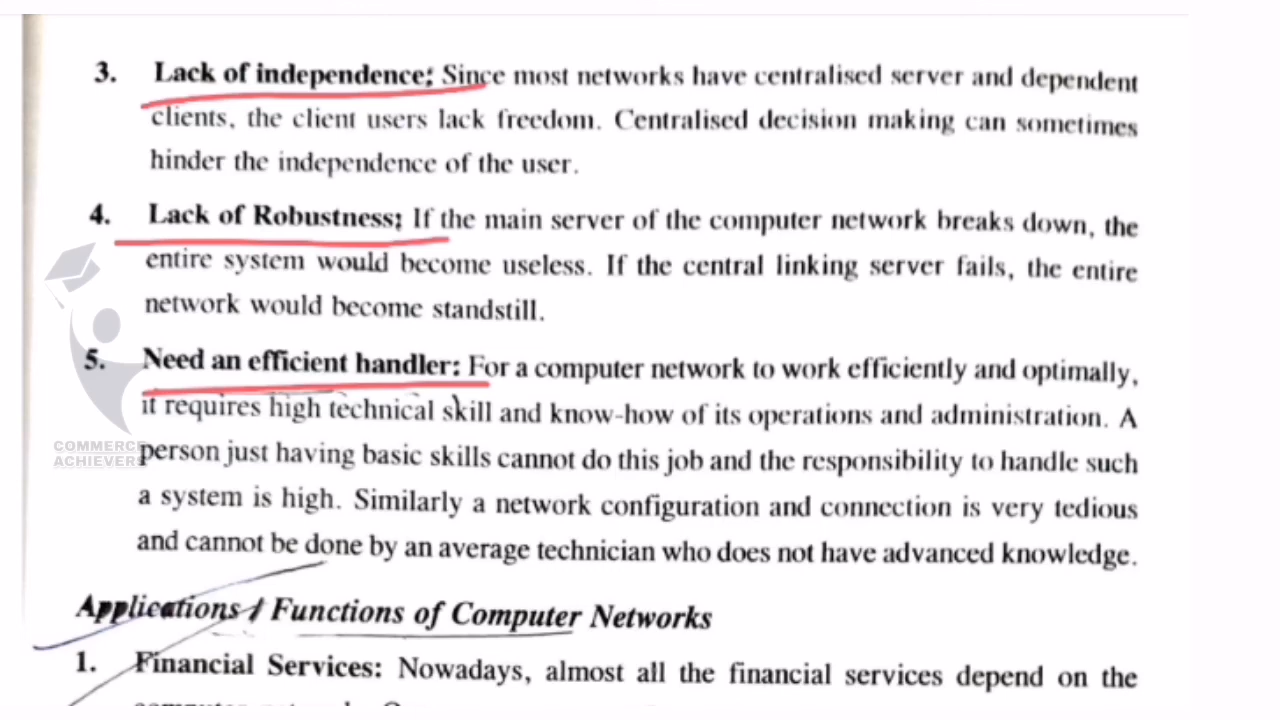 3. Lack of independence: Since most networks have centralised server and dependent
clients, the client users lack freedom. Centralised decision making can sometimes
hinder the independence of the user.
4. Lack of Robustness: If the main server of the computer network breaks down, the
entire system would become useless. If the central linking server fails, the entire
network would become standstill.
5. Need an efficient handler: For a computer network to work efficiently and optimally,
it requires high technical skill and know-how of its operations and administration. A
COMMERCE
ACHIEVERS
person just having basic skills cannot do this job and the responsibility to handle such
a system is high. Similarly a network configuration and connection is very tedious
and cannot be done by an average technician who does not have advanced knowledge.
Applications / Functions of Computer Networks
1. Financial Services: Nowadays, almost all the financial services depend on the